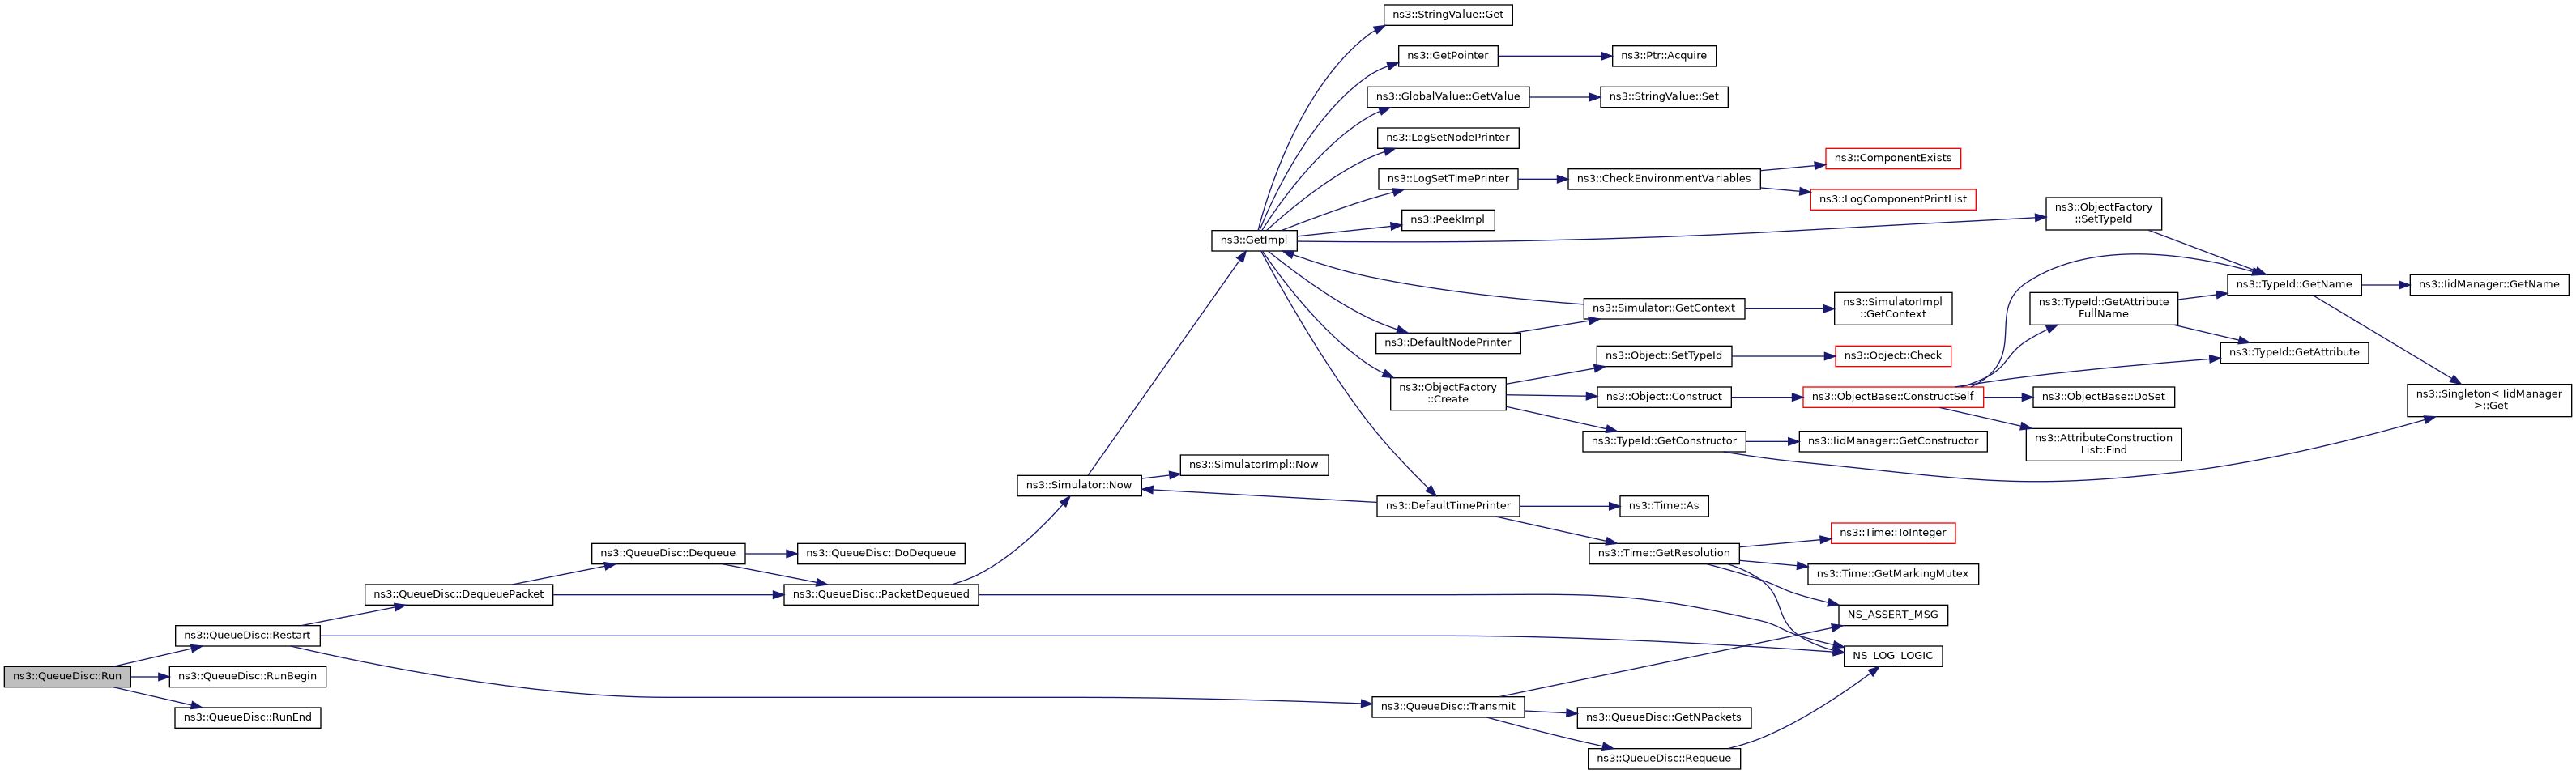 ns3::QueueDisc::Run
ns3::QueueDisc::Restart
ns3::QueueDisc::RunBegin
ns3::QueueDisc::RunEnd
ns3::QueueDisc::DequeuePacket
ns3::QueueDisc::Dequeue
ns3::QueueDisc::DoDequeue
ns3::QueueDisc::PacketDequeued
ns3::Simulator::Now
ns3::SimulatorImpl::Now
ns3::GetImpl
ns3::StringValue::Get
ns3::GetPointer
ns3::Ptr::Acquire
ns3::GlobalValue::GetValue
ns3::StringValue::Set
ns3::LogSetNodePrinter
ns3::LogSetTimePrinter
ns3::CheckEnvironmentVariables
ns3::ComponentExists
ns3::LogComponentPrintList
ns3::PeekImpl
ns3::ObjectFactory
::SetTypeId
ns3::DefaultNodePrinter
ns3::Simulator::GetContext
ns3::SimulatorImpl
::GetContext
ns3::ObjectFactory
::Create
ns3::Object::SetTypeId
ns3::Object::Check
ns3::Object::Construct
ns3::ObjectBase::ConstructSelf
ns3::TypeId::GetConstructor
ns3::IidManager::GetConstructor
ns3::TypeId::GetAttribute
FullName
ns3::TypeId::GetName
ns3::IidManager::GetName
ns3::TypeId::GetAttribute
ns3::ObjectBase::DoSet
ns3::AttributeConstruction
List::Find
ns3::Singleton< IidManager
>::Get
ns3::DefaultTimePrinter
ns3::Time::As
ns3::Time::GetResolution
ns3::Time::ToInteger
ns3::Time::GetMarkingMutex
NS_ASSERT_MSG
NS_LOG_LOGIC
ns3::QueueDisc::Transmit
ns3::QueueDisc::GetNPackets
ns3::QueueDisc::Requeue